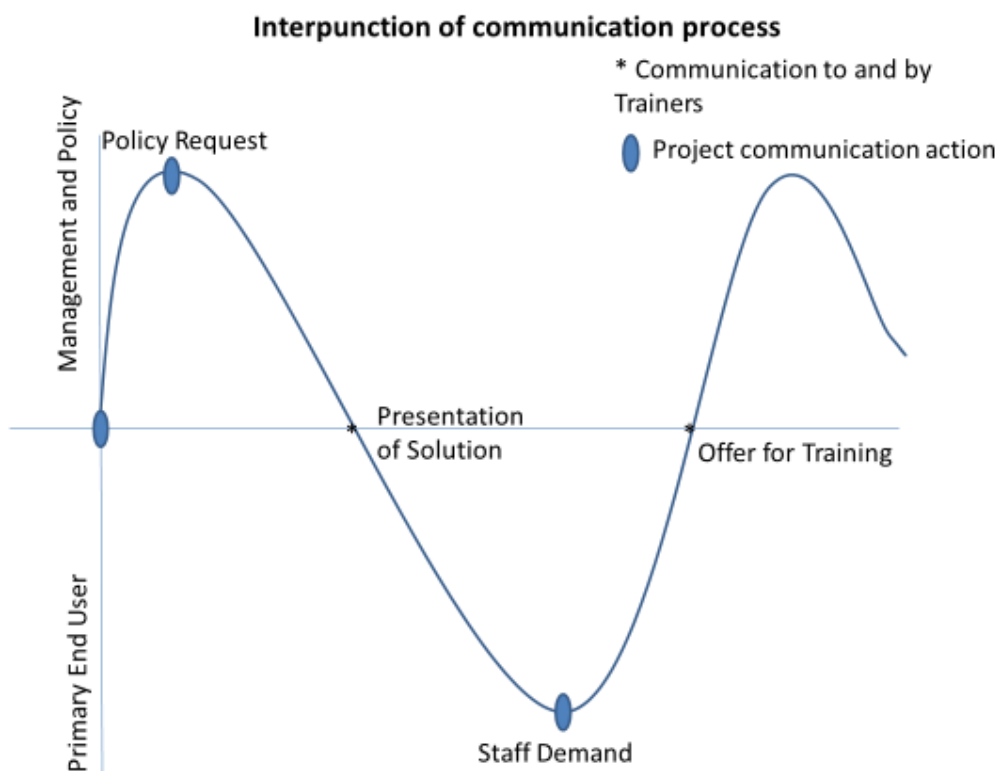 Interpunction of communication process
* Communication to and by
Trainers
Project communication action
Management and Policy
Policy Request
Presentation
of Solution
Offer for Training
Primary End User
Staff Demand
*
*